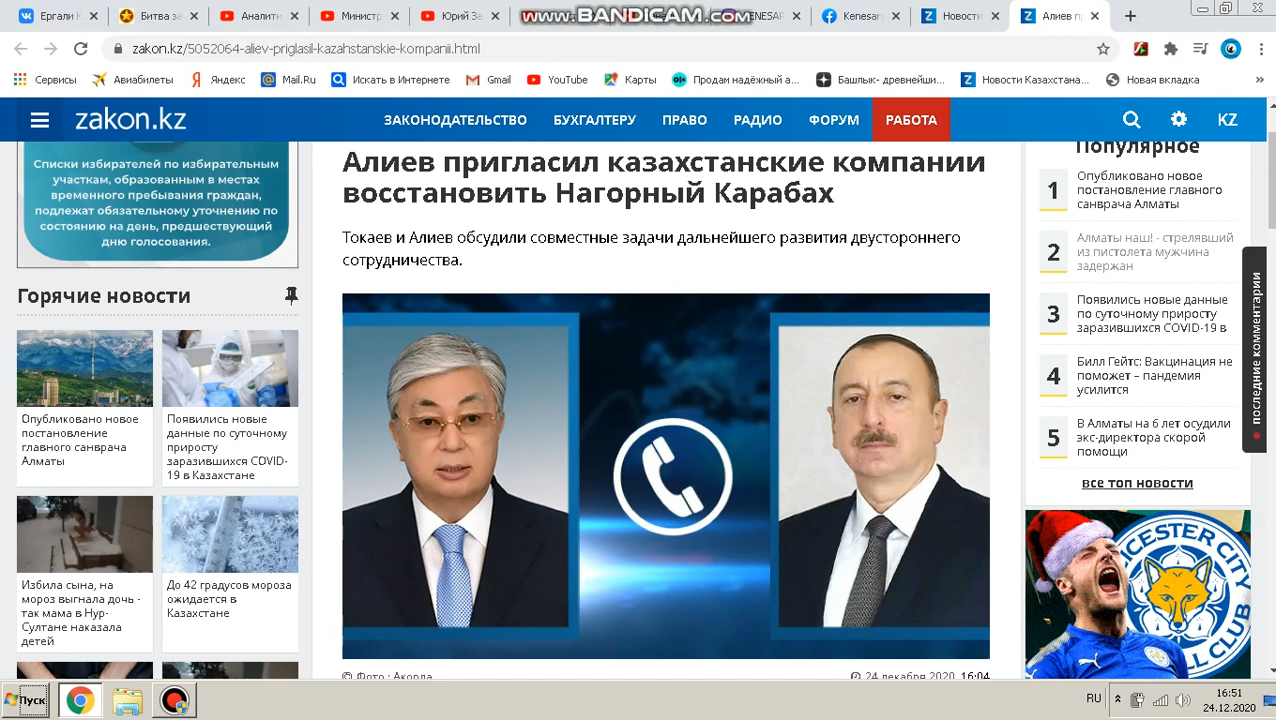 Ергали К
Битва за
Аналити
Министр
Юрий За
www.BANDICAM.com
KENESAR
Kenesary
Новости
Алиев пр
zakon.kz/5052064-aliev-priglasil-kazahstanskie-kompanii.html
Сервисы
Авиабилеты
Яндекс
Mail.Ru
Искать в Интернете
Gmail
YouTube
Карты
Продам надёжный а...
Башлык- древнейши...
Новости Казахстана...
Новая вкладка
zakon.kz
ЗАКОНОДАТЕЛЬСТВО
БУХГАЛТЕРУ
ПРАВО
РАДИО
ФОРУМ
РАБОТА
KZ
Списки избирателей по избирательным
участкам, образованным в местах
временного пребывания граждан,
подлежат обязательному уточнению по
состоянию на день, предшествующий
дню голосования.
Горячие новости
Опубликовано новое
постановление
главного санврача
Алматы
Появились новые
данные по суточному
приросту
заразившихся COVID-
19 в Казахстане
Избила сына, на
мороз выгнала дочь -
так мама в Нур-
Султане наказала
детей
До 42 градусов мороза
ожидается в
Казахстане
Алиев пригласил казахстанские компании
восстановить Нагорный Карабах
Токаев и Алиев обсудили совместные задачи дальнейшего развития двустороннего
сотрудничества.
© Фото : Акорда
24 декабря 2020, 16:04
Популярное
1
Опубликовано новое
постановление главного
санврача Алматы
2
Алматы наш! - стрелявший
из пистолета мужчина
задержан
3
Появились новые данные
по суточному приросту
заразившихся COVID-19 в
4
Билл Гейтс: Вакцинация не
поможет – пандемия
усилится
5
В Алматы на 6 лет осудили
экс-директора скорой
помощи
все топ новости
последние комментарии
Пуск
RU
16:51
24.12.2020